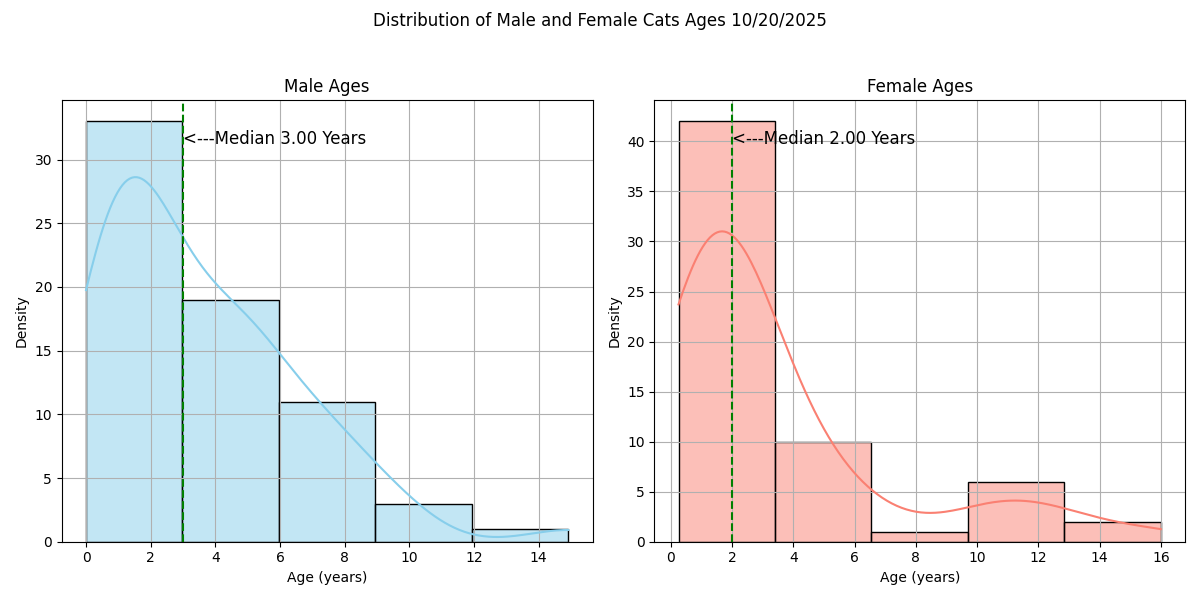 Distribution of Male and Female Cats Ages 10/20/2025
Male Ages
<---Median 3.00 Years
30
25
20
15
10
5
0
Density
0 2 4 6 8 10 12 14
Age (years)
Female Ages
<---Median 2.00 Years
40
35
30
25
20
15
10
5
0
Density
0 2 4 6 8 10 12 14 16
Age (years)